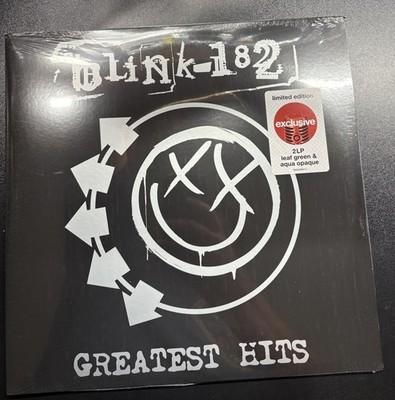 blink-182
limited edition
exclusive
2LP
leaf green &
aqua opaque
GREATEST HITS